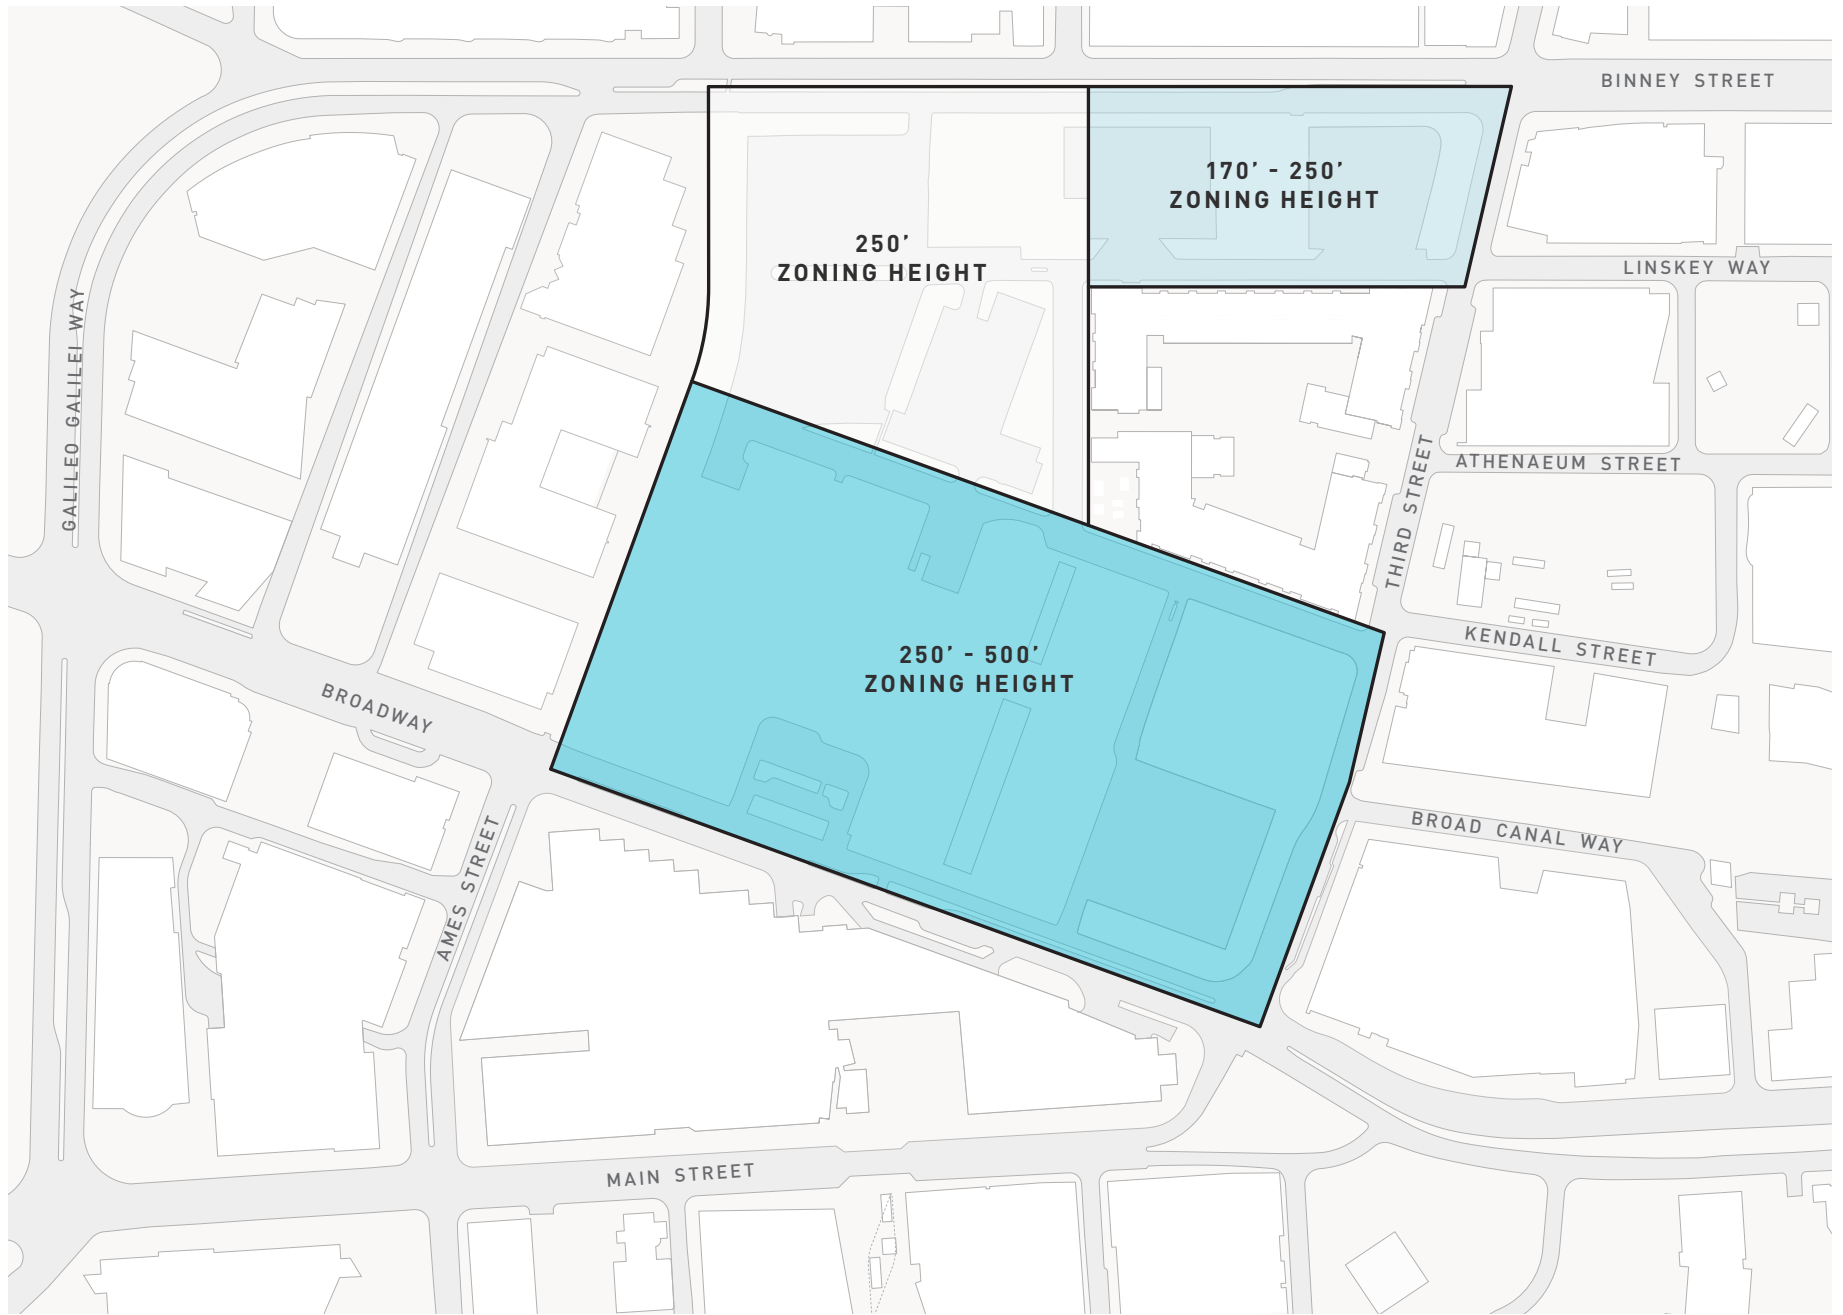 BINNEY STREET
170’ - 250’
ZONING HEIGHT
250’
ZONING HEIGHT
LINSKEY WAY
GALILEO GALILEI WAY
ATHENAEUM STREET
THIRD STREET
KENDALL STREET
250’ - 500’
ZONING HEIGHT
BROADWAY
BROAD CANAL WAY
AMES STREET
MAIN STREET